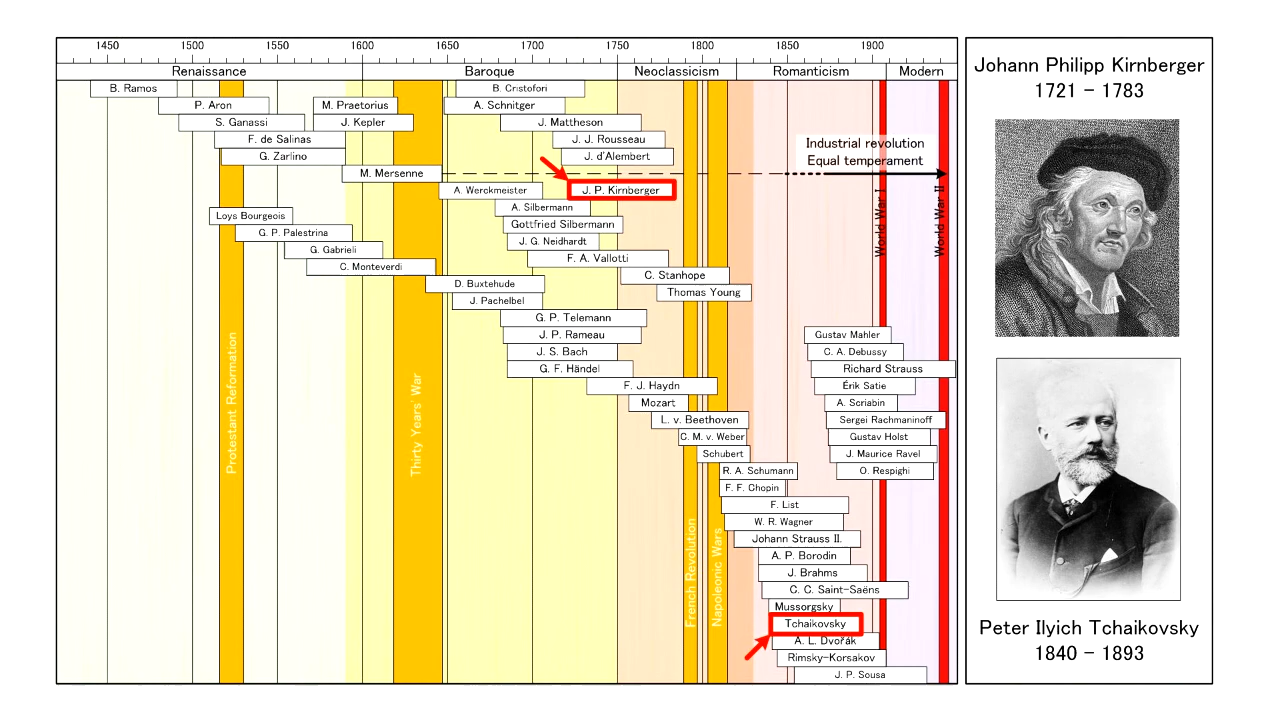 1450 1500 1550 1600 1650 1700 1750 1800 1850 1900
Renaissance Baroque Neoclassicism Romanticism Modern
B. Ramos B. Cristofori
P. Aron M. Praetorius A. Schnitger
S. Ganassi J. Kepler J. Mattheson
F. de Salinas J. J. Rousseau
Industrial revolution
G. Zarlino J. d'Alembert
Equal temperament
M. Mersenne
A. Werckmeister J. P. Kirnberger
A. Silbermann
Loys Bourgeois
Gottfried Silbermann
G. P. Palestrina
J. G. Neidhardt
G. Gabrieli
F. A. Vallotti
C. Monteverdi
C. Stanhope
D. Buxtehude
Thomas Young
J. Pachelbel
G. P. Telemann
J. P. Rameau
Gustav Mahler
J. S. Bach
C. A. Debussy
G. F. Händel
Richard Strauss
F. J. Haydn
Érik Satie
Mozart
A. Scriabin
L. v. Beethoven
Sergei Rachmaninoff
C. M. v. Weber
Gustav Holst
Schubert
J. Maurice Ravel
R. A. Schumann
O. Respighi
F. F. Chopin
F. List
W. R. Wagner
Johann Strauss II.
A. P. Borodin
J. Brahms
C. C. Saint-Saëns
Mussorgsky
Tchaikovsky
A. L. Dvořák
Rimsky-Korsakov
J. P. Sousa
Protestant Reformation
Thirty Years' War
French Revolution
Napoleonic Wars
World War I
World War II
Johann Philipp Kirnberger
1721 - 1783
Peter Ilyich Tchaikovsky
1840 - 1893